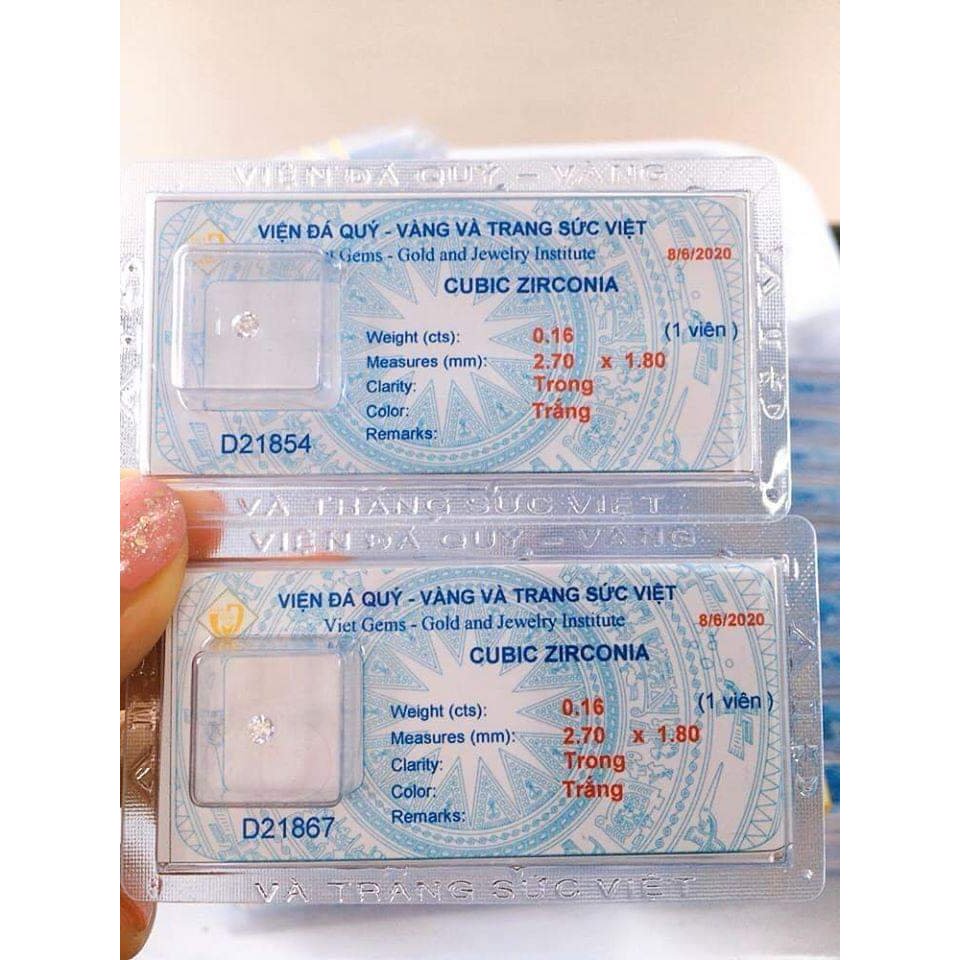 VIỆN ĐÁ QUÝ - VÀNG
VIỆN ĐÁ QUÝ - VÀNG VÀ TRANG SỨC VIỆT
Gems - Gold and Jewelry Institute
8/6/2020
CUBIC ZIRCONIA
Weight (cts): 0.16 (1 viên )
Measures (mm): 2.70 x 1.80
Clarity: Trong
Color: Trắng
Remarks:
D21854
VÀ TRANG SỨC VIỆT
VIỆN ĐÁ QUÝ - VÀNG
VIỆN ĐÁ QUÝ - VÀNG VÀ TRANG SỨC VIỆT
Viet Gems - Gold and Jewelry Institute
8/6/2020
CUBIC ZIRCONIA
Weight (cts): 0.16 (1 viên )
Measures (mm): 2.70 x 1.80
Clarity: Trong
Color: Trắng
Remarks:
D21867
VÀ TRANG SỨC VIỆT